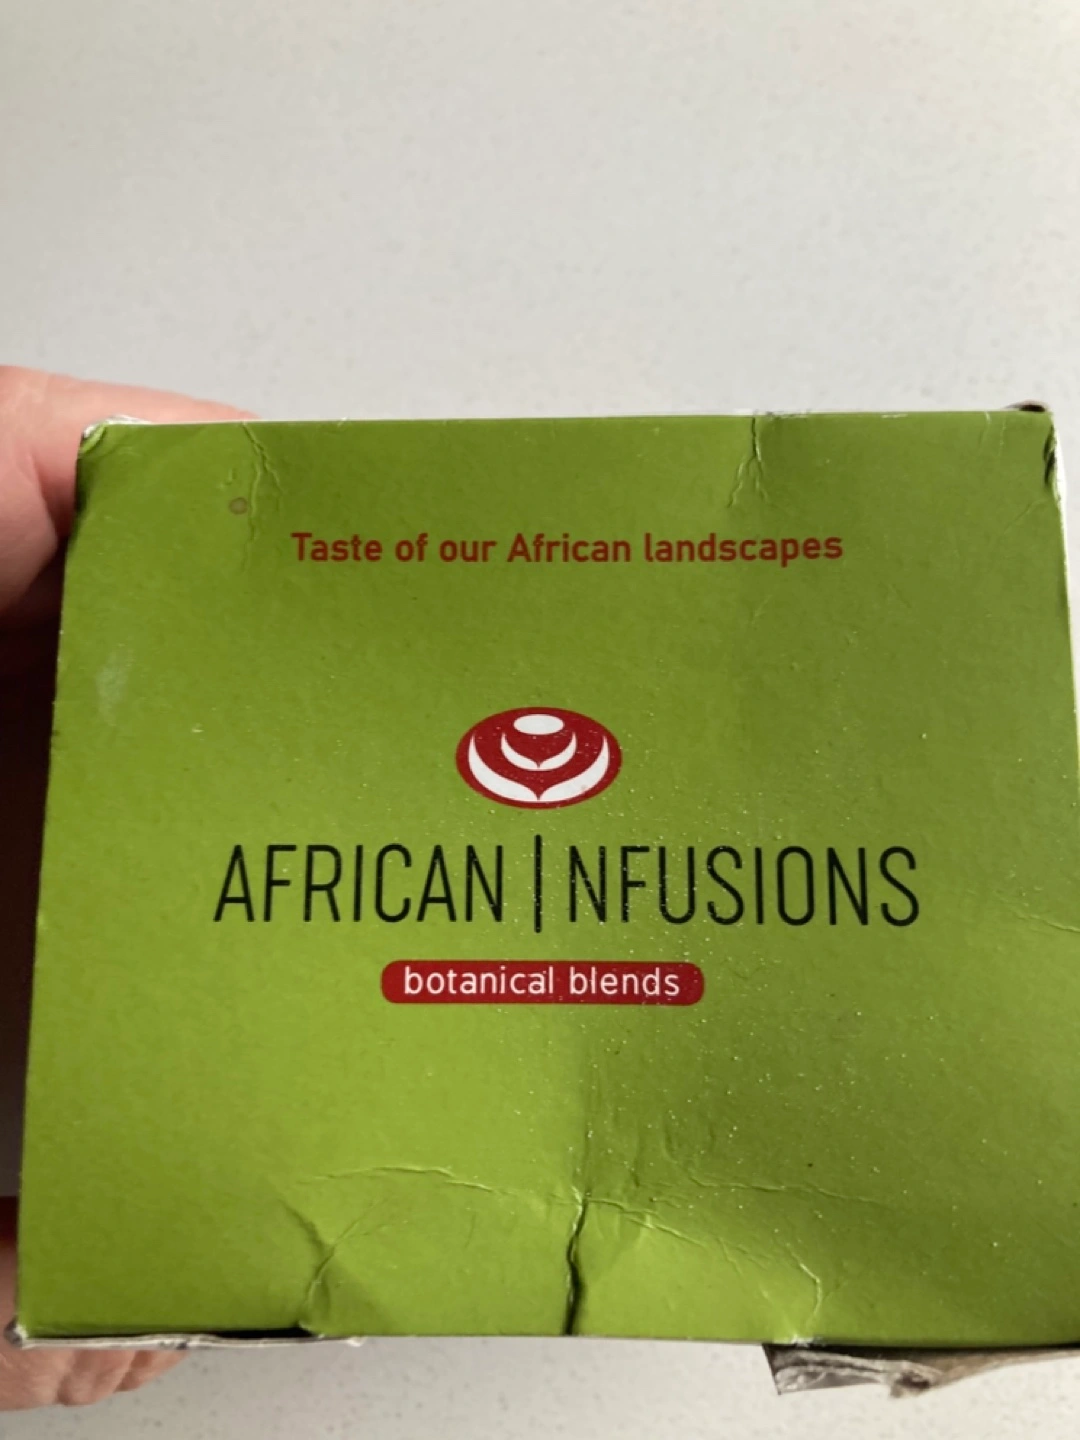 Taste of our African landscapes
AFRICAN | NFUSIONS
botanical blends